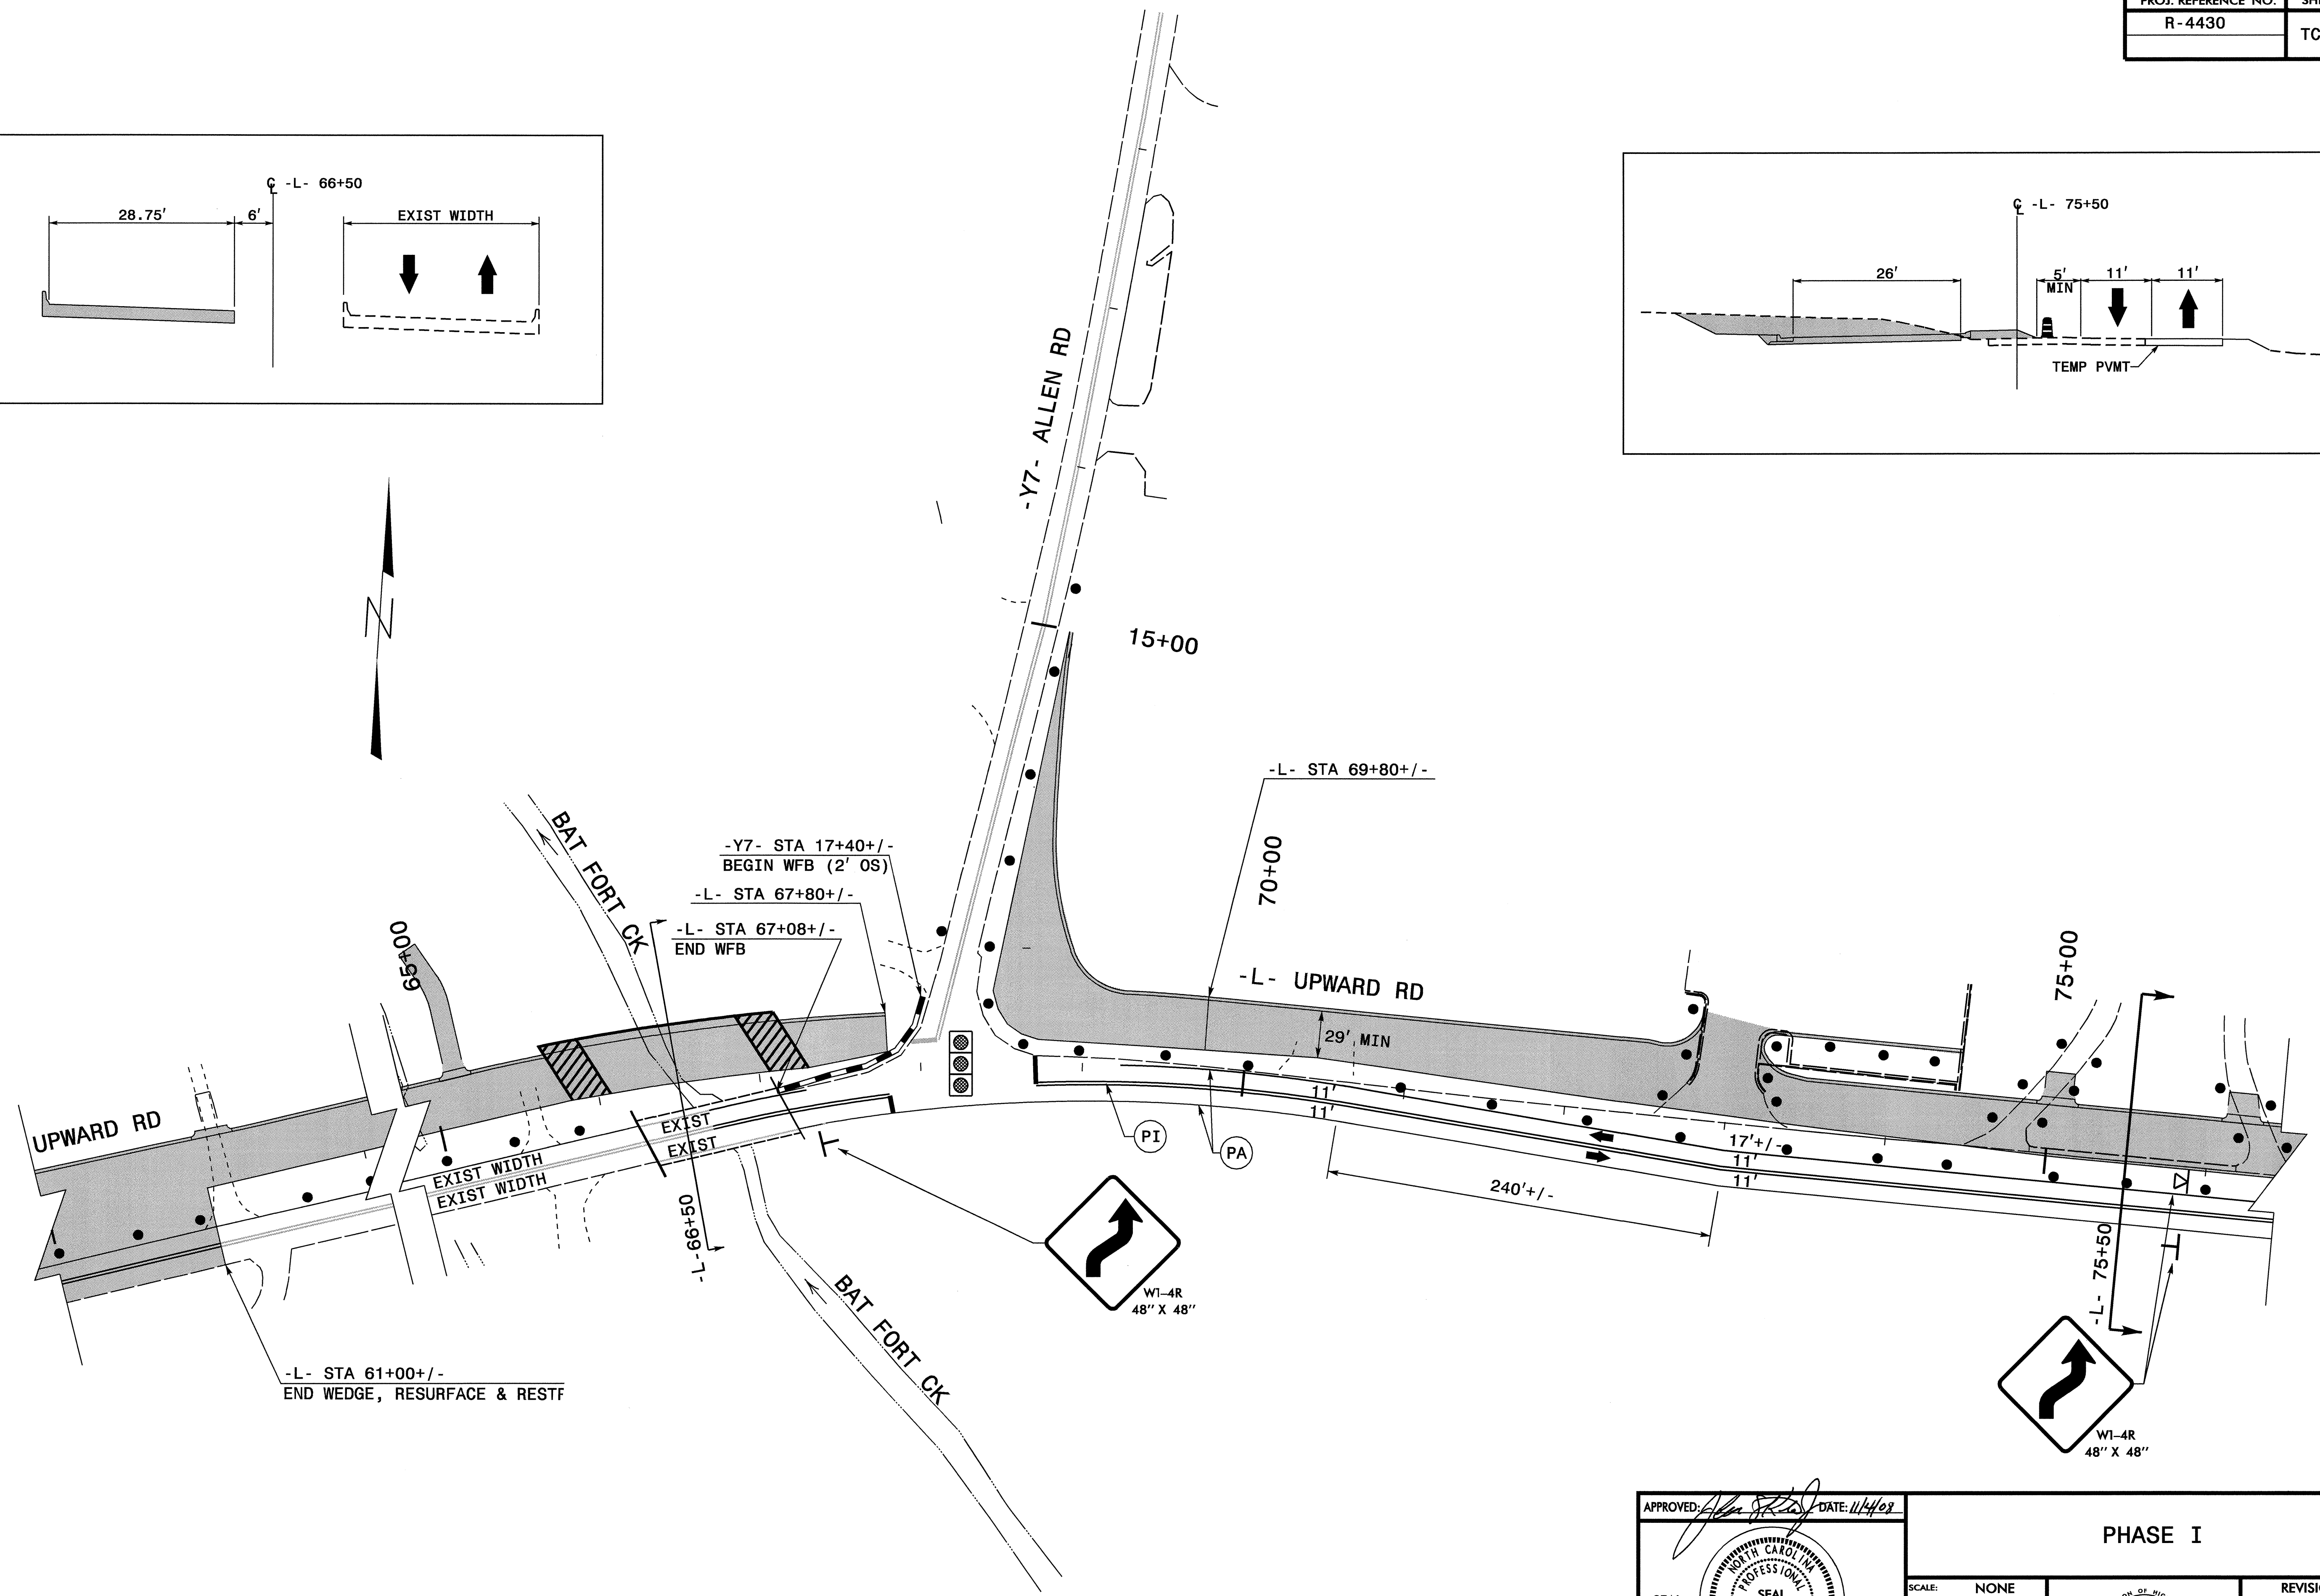 PROJ. REFERENCE NO.
R-4430
TC
℄ -L- 66+50
28.75'
6'
EXIST WIDTH
℄ -L- 75+50
26'
5'
MIN
11'
11'
TEMP PVMT
-Y7- ALLEN RD
N
15+00
-L- STA 69+80+/-
BAT FORT CK
-Y7- STA 17+40+/-
BEGIN WFB (2' OS)
-L- STA 67+80+/-
-L- STA 67+08+/-
END WFB
65+00
70+00
75+00
-L- UPWARD RD
29' MIN
UPWARD RD
EXIST
EXIST
EXIST WIDTH
EXIST WIDTH
11'
11'
PI
PA
17'+/-
11'
11'
240'+/-
-L- 66+50
-L- 75+50
W1-4R
48" X 48"
BAT FORT CK
-L- STA 61+00+/-
END WEDGE, RESURFACE &
W1-4R
48" X 48"
APPROVED:
DATE: 11/4/08
PHASE I
NORTH CAROLINA
PROFESSIONAL
SEAL
SCALE: NONE